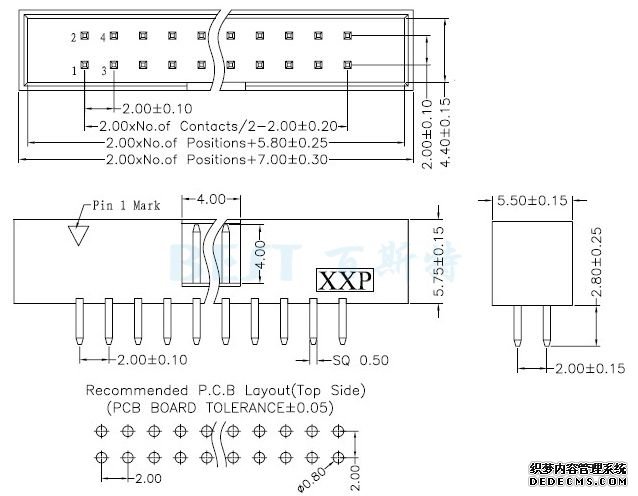 2 4
1 3
2.00±0.10
2.00xNo.of Contacts/2-2.00±0.20
2.00xNo.of Positions+5.80±0.25
2.00xNo.of Positions+7.00±0.30
2.00±0.10
4.40±0.15
Pin 1 Mark
4.00
4.00
BEST 百斯特
XXP
5.75±0.15
5.50±0.15
2.80±0.25
2.00±0.10
SQ 0.50
2.00±0.15
Recommended P.C.B Layout(Top Side)
(PCB BOARD TOLERANCE±0.05)
2.00
ø0.80
2.00
织梦内容管理系统
DEDECMS.COM